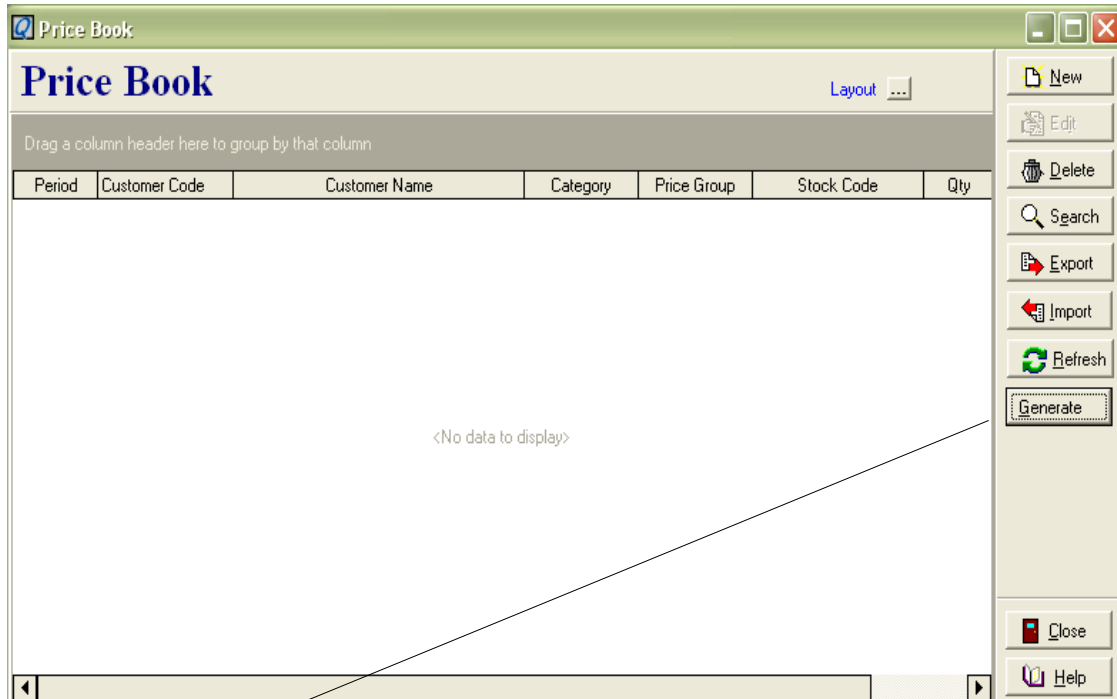 Price Book
Price Book
Layout ...
Drag a column header here to group by that column
Period Customer Code Customer Name Category Price Group Stock Code Qty
<No data to display>
New
Edit
Delete
Search
Export
Import
Refresh
Generate
Close
Help